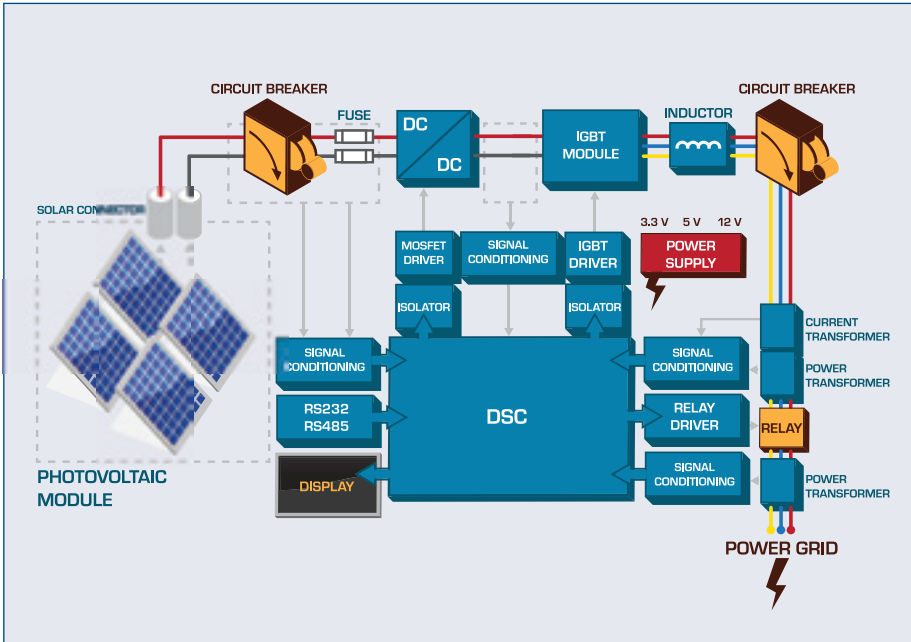 CIRCUIT BREAKER
CIRCUIT BREAKER
FUSE
INDUCTOR
DC
DC
IGBT
MODULE
SOLAR CONNECTOR
3.3 V 5 V 12 V
MOSFET
DRIVER
SIGNAL
CONDITIONING
IGBT
DRIVER
POWER
SUPPLY
ISOLATOR
ISOLATOR
CURRENT
TRANSFORMER
SIGNAL
CONDITIONING
SIGNAL
CONDITIONING
POWER
TRANSFORMER
RS232
RS485
DSC
RELAY
DRIVER
RELAY
PHOTOVOLTAIC
MODULE
DISPLAY
SIGNAL
CONDITIONING
POWER
TRANSFORMER
POWER GRID